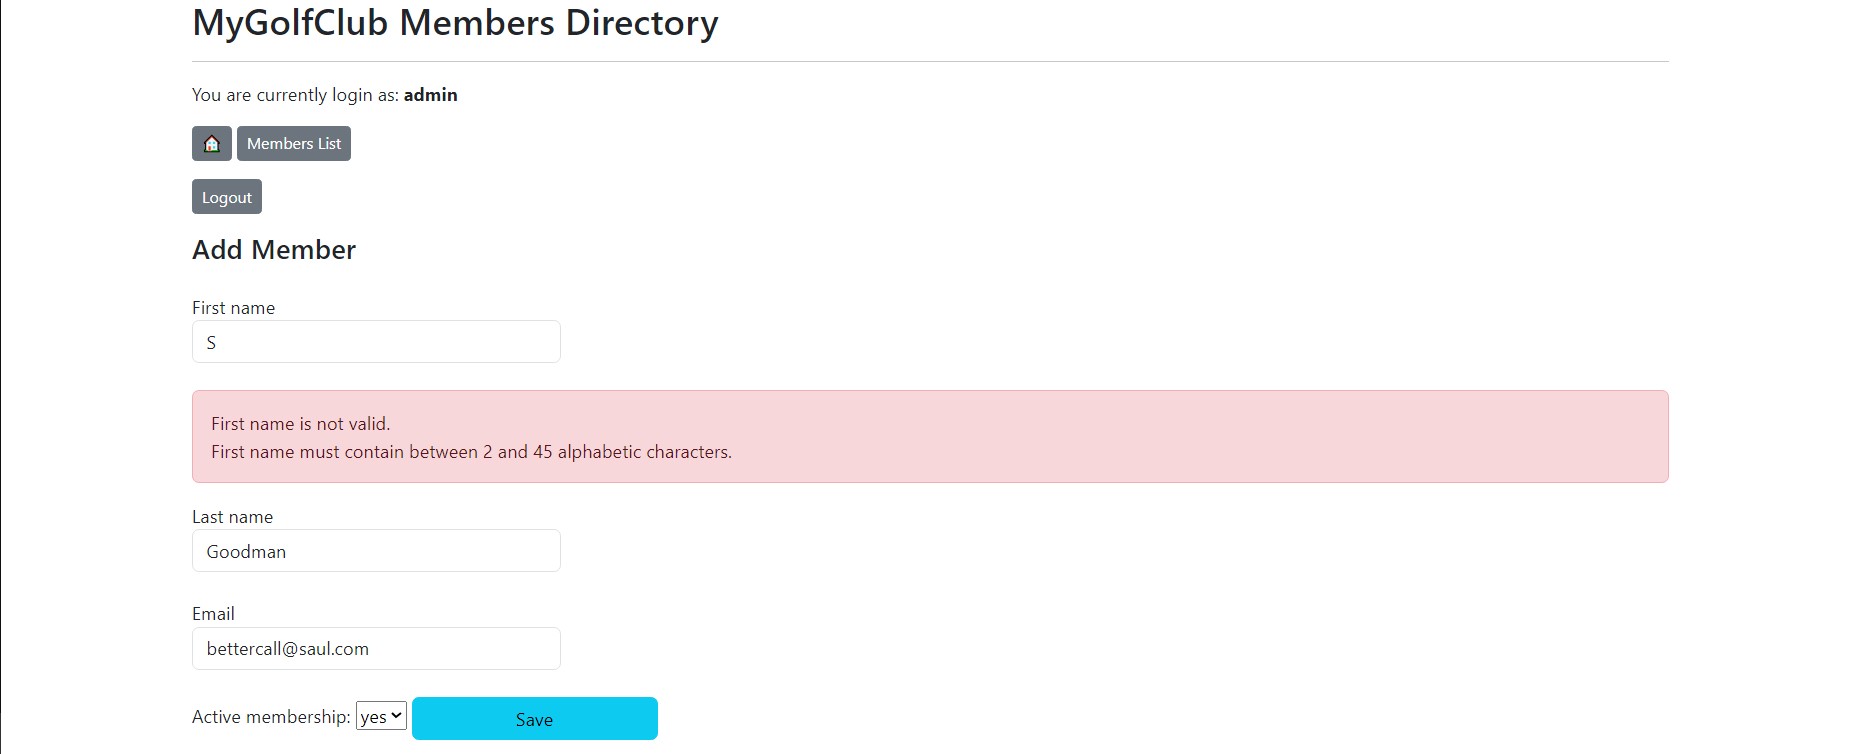 MyGolfClub Members Directory
You are currently login as: admin
Members List
Logout
Add Member
First name
S
First name is not valid.
First name must contain between 2 and 45 alphabetic characters.
Last name
Goodman
Email
bettercall@saul.com
Active membership: yes Save